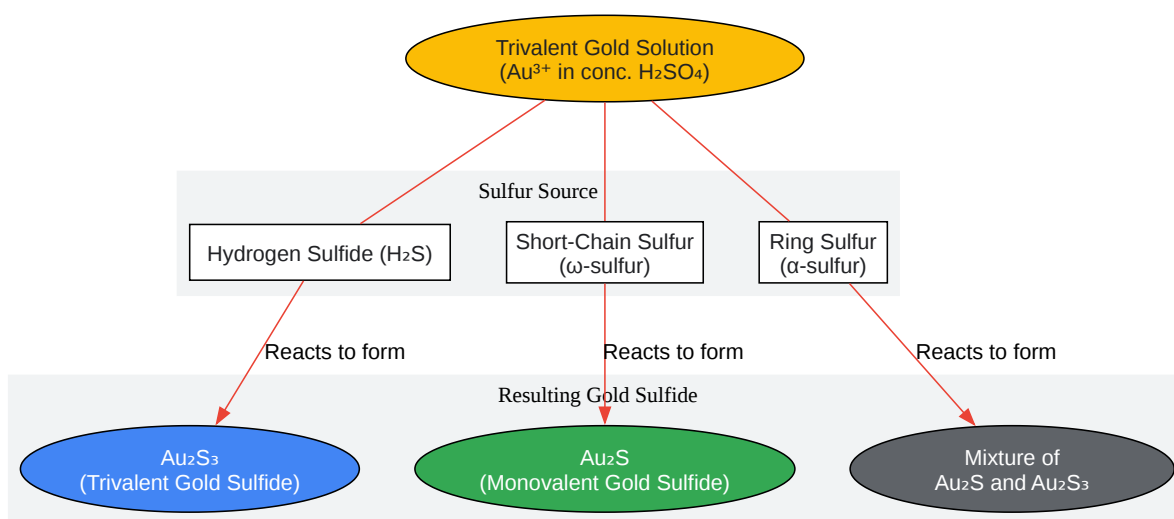 Trivalent Gold Solution
(Au³⁺ in conc. H₂SO₄)
Sulfur Source
Hydrogen Sulfide (H₂S)
Short-Chain Sulfur
(ω-sulfur)
Ring Sulfur
(α-sulfur)
Reacts to form
Reacts to form
Reacts to form
Resulting Gold Sulfide
Au₂S₃
(Trivalent Gold Sulfide)
Au₂S
(Monovalent Gold Sulfide)
Mixture of
Au₂S and Au₂S₃